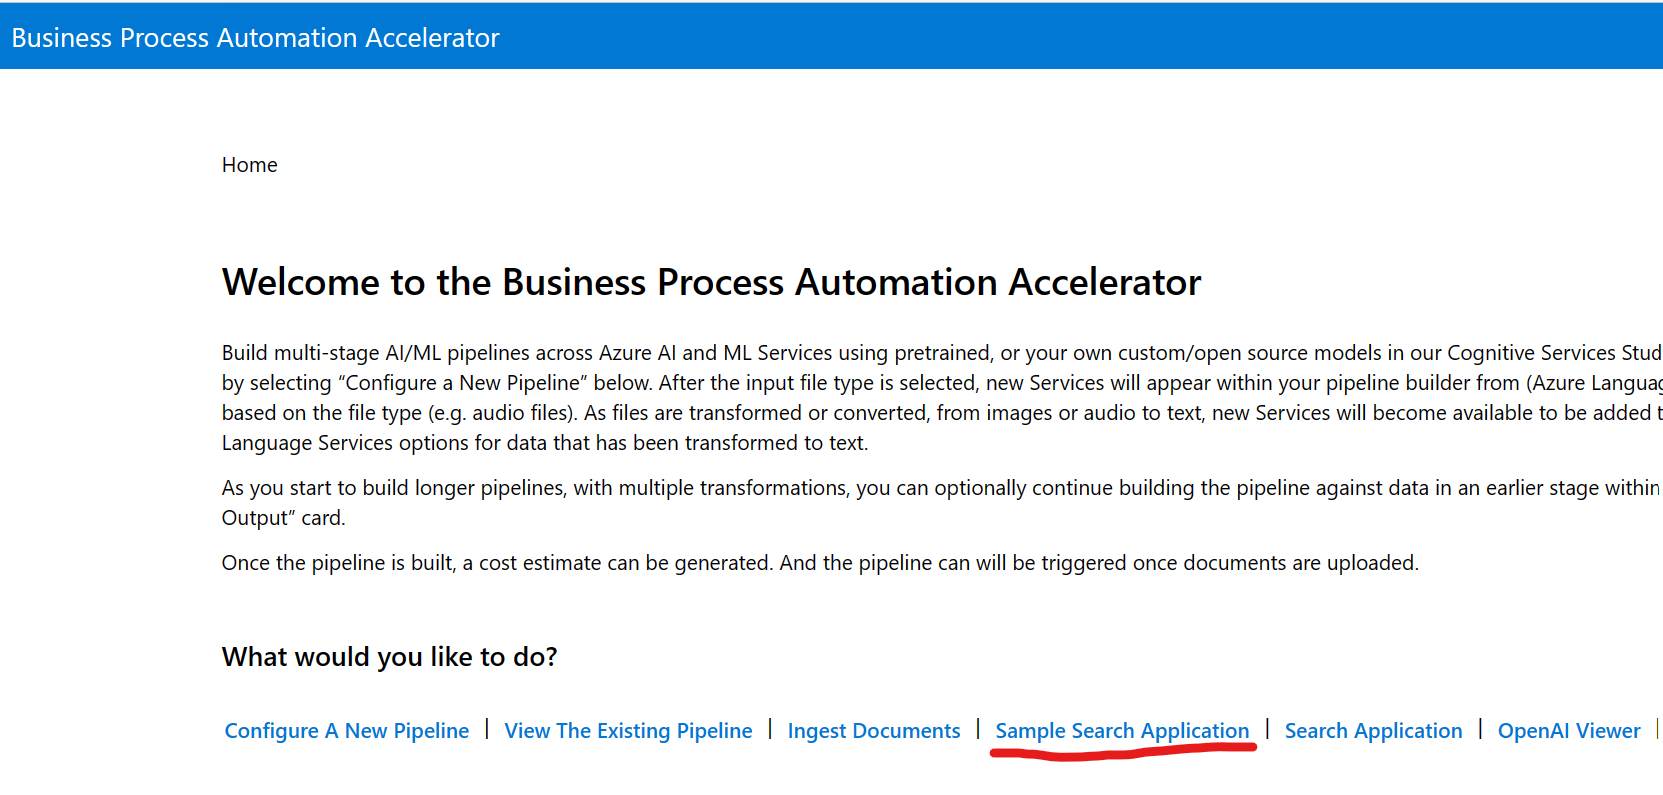 Business Process Automation Accelerator
Home
Welcome to the Business Process Automation Accelerator
Build multi-stage AI/ML pipelines across Azure AI and ML Services using pretrained, or your own custom/open source models in our Cognitive Services Stud
by selecting “Configure a New Pipeline” below. After the input file type is selected, new Services will appear within your pipeline builder from (Azure Languag
based on the file type (e.g. audio files). As files are transformed or converted, from images or audio to text, new Services will become available to be added t
Language Services options for data that has been transformed to text.
As you start to build longer pipelines, with multiple transformations, you can optionally continue building the pipeline against data in an earlier stage within
Output” card.
Once the pipeline is built, a cost estimate can be generated. And the pipeline can will be triggered once documents are uploaded.
What would you like to do?
Configure A New Pipeline | View The Existing Pipeline | Ingest Documents | Sample Search Application | Search Application | OpenAI Viewer |